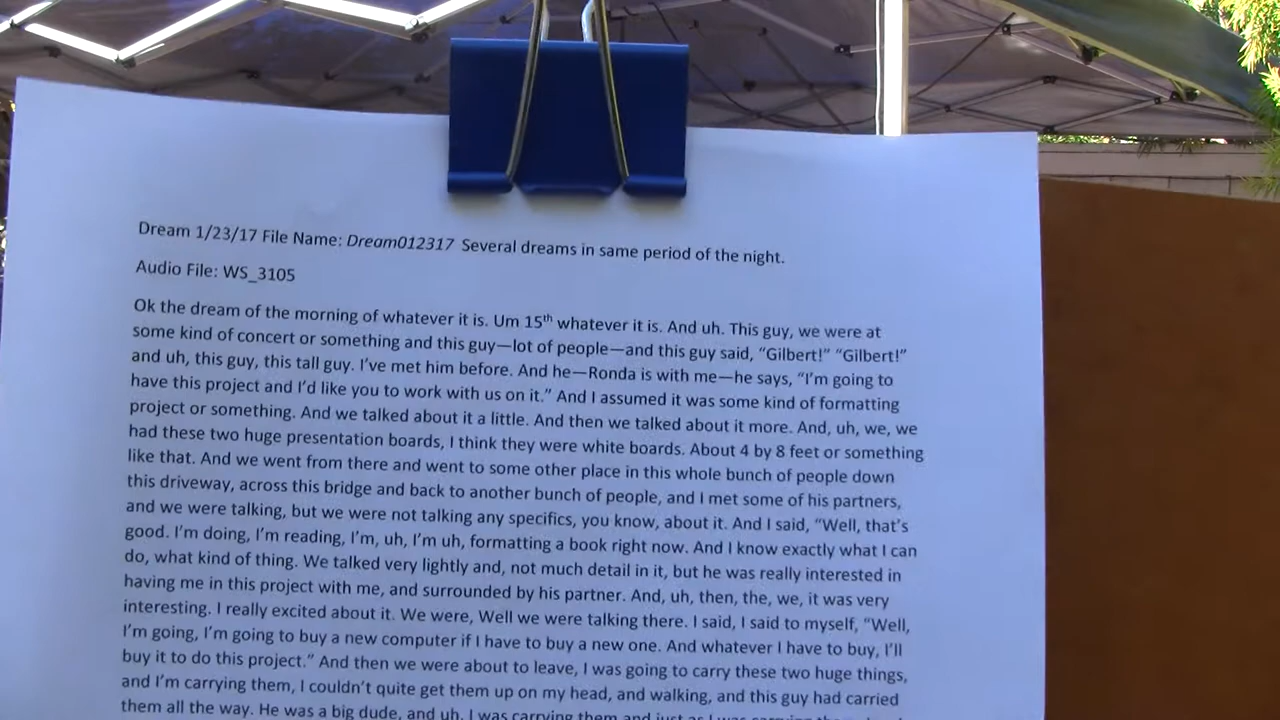 Dream 1/23/17 File Name: Dream012317  Several dreams in same period of the night.
Audio File: WS_3105
Ok the dream of the morning of whatever it is. Um 15th whatever it is. And uh. This guy, we were at
some kind of concert or something and this guy—lot of people—and this guy said, “Gilbert!” “Gilbert!”
and uh, this guy, this tall guy. I’ve met him before. And he—Ronda is with me—he says, “I’m going to
have this project and I’d like you to work with us on it.” And I assumed it was some kind of formatting
project or something. And we talked about it a little. And then we talked about it more. And, uh, we, we
had these two huge presentation boards, I think they were white boards. About 4 by 8 feet or something
like that. And we went from there and went to some other place in this whole bunch of people down
this driveway, across this bridge and back to another bunch of people, and I met some of his partners,
and we were talking, but we were not talking any specifics, you know, about it. And I said, “Well, that’s
good. I’m doing, I’m reading, I’m, uh, I’m uh, formatting a book right now. And I know exactly what I can
do, what kind of thing. We talked very lightly and, not much detail in it, but he was really interested in
having me in this project with me, and surrounded by his partner. And, uh, then, the, we, it was very
interesting. I really excited about it. We were, Well we were talking there. I said, I said to myself, “Well,
I’m going, I’m going to buy a new computer if I have to buy a new one. And whatever I have to buy, I’ll
buy it to do this project.” And then we were about to leave, I was going to carry these two huge things,
and I’m carrying them, I couldn’t quite get them up on my head, and walking, and this guy had carried
them all the way. He was a big dude, and uh, I was carrying them and just as I was